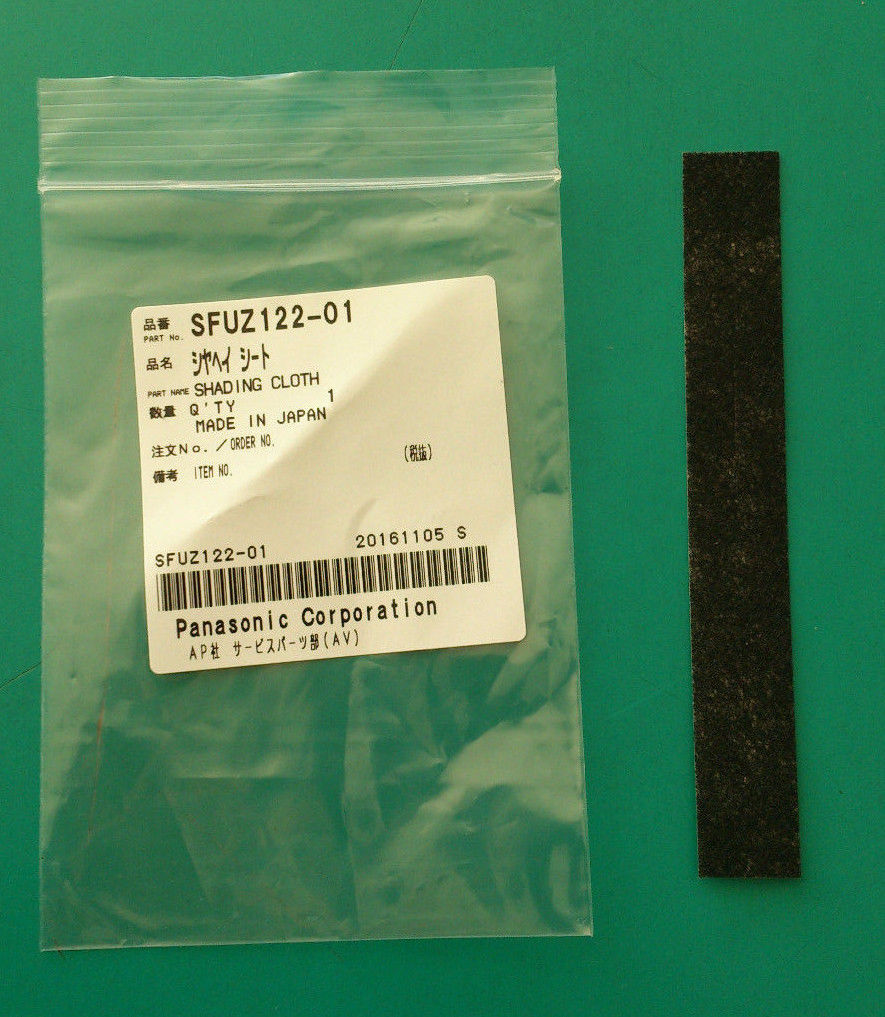 品番 SFUZ122-01
PART No.
品名 シヤヘイ シート
PART NAME SHADING CLOTH
数量 Q'TY 1
MADE IN JAPAN
注文No./ORDER NO.
(税抜)
備考 ITEM NO.
SFUZ122-01 20161105 S
Panasonic Corporation
AP社 サービスパーツ部(AV)